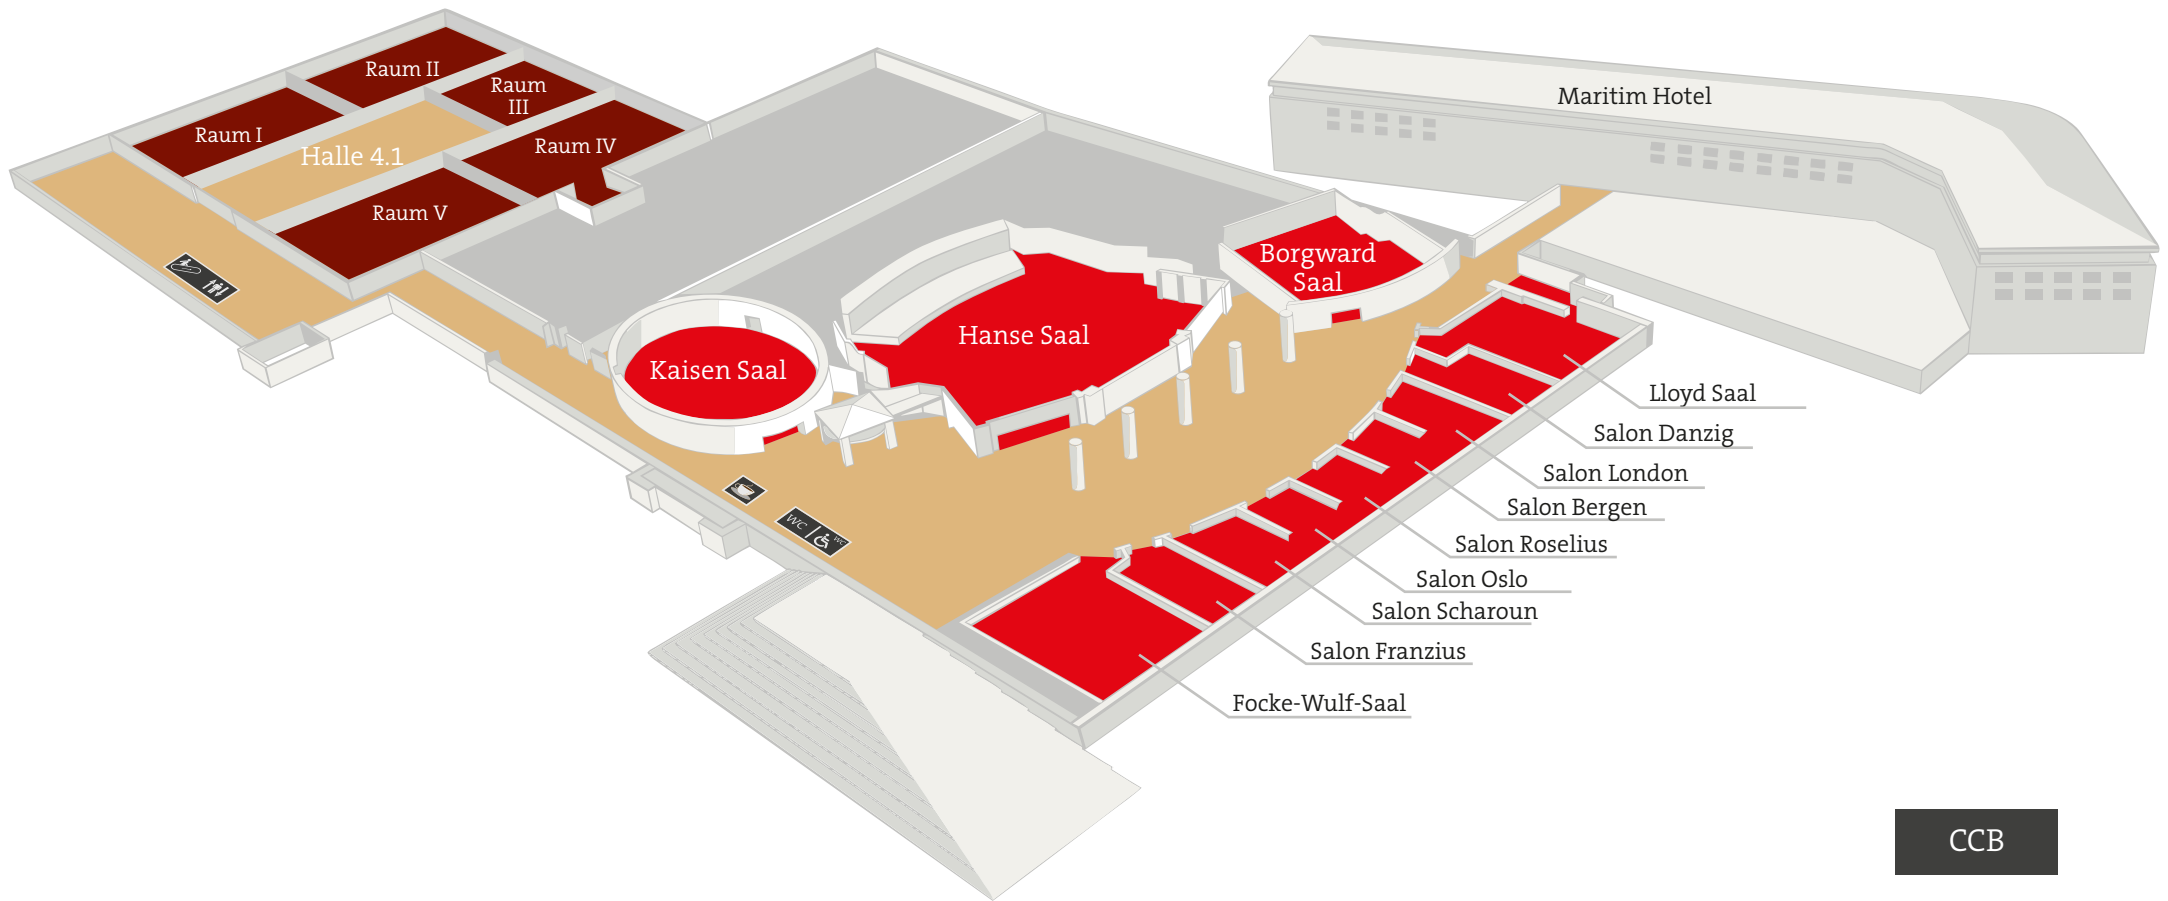 Raum II
Raum
III
Raum I
Halle 4.1
Raum IV
Raum V
Maritim Hotel
Borgward
Saal
Hanse Saal
Kaisen Saal
Lloyd Saal
Salon Danzig
Salon London
Salon Bergen
Salon Roselius
Salon Oslo
Salon Scharoun
Salon Franzius
Focke-Wulf-Saal
WC
WC
CCB